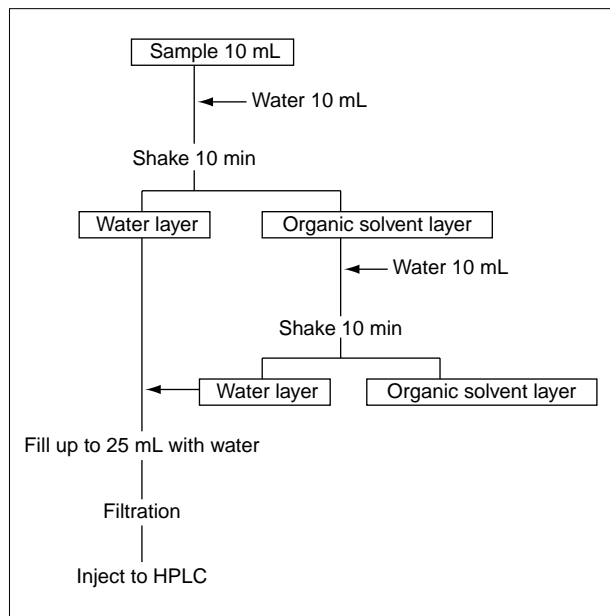 Sample 10 mL
Water 10 mL
Shake 10 min
Water layer
Organic solvent layer
Water 10 mL
Shake 10 min
Water layer
Organic solvent layer
Fill up to 25 mL with water
Filtration
Inject to HPLC